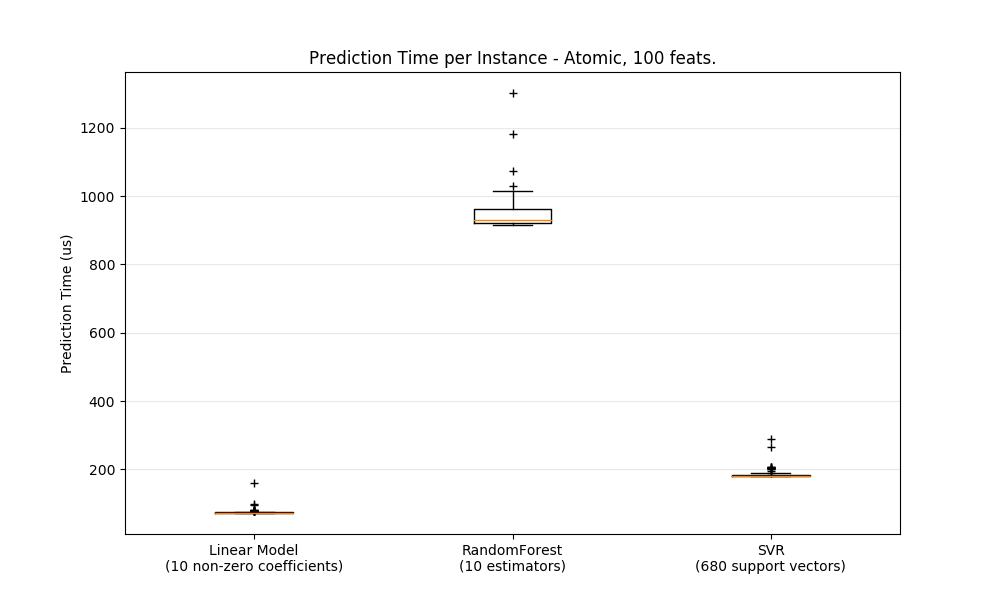 Prediction Time per Instance - Atomic, 100 feats.
Prediction Time (us)
1200
1000
800
600
400
200
Linear Model
(10 non-zero coefficients)
RandomForest
(10 estimators)
SVR
(680 support vectors)